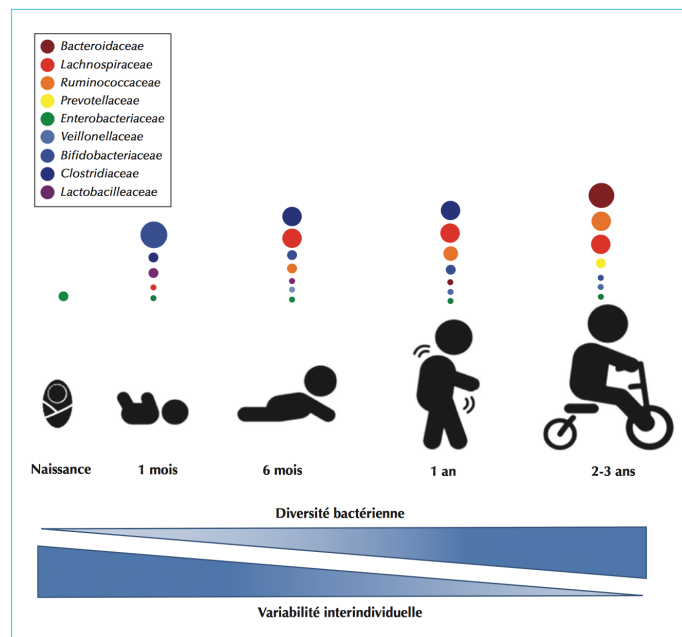 Bacteroidaceae
Lachnospiraceae
Ruminococcaceae
Prevotellaceae
Enterobacteriaceae
Veillonellaceae
Bifidobacteriaceae
Clostridiaceae
Lactobacilleaceae
Naissance 1 mois 6 mois 1 an 2-3 ans
Diversité bactérienne
Variabilité interindividuelle